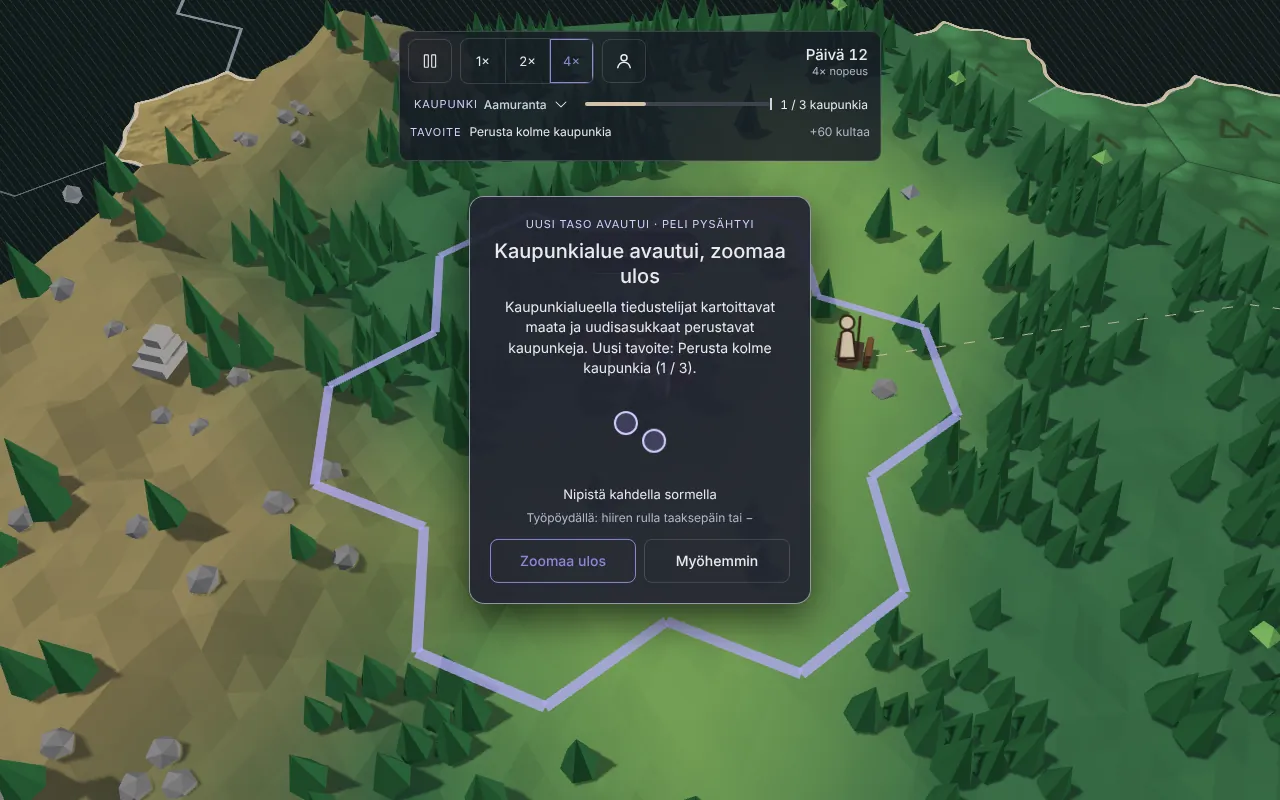 1×
2×
4×
Päivä 12
4× nopeus
KAUPUNKI Aamuranta
1 / 3 kaupunkia
TAVOITE Perusta kolme kaupunkia
+60 kultaa
UUSI TASO AVAUTUI · PELI PYSÄHTYI
Kaupunkialue avautui, zoomaa
ulos
Kaupunkialueella tiedustelijat kartoittavat
maata ja uudisasukkaat perustavat
kaupunkeja. Uusi tavoite: Perusta kolme
kaupunkia (1 / 3).
Nipistä kahdella sormella
Työpöydällä: hiiren rulla taaksepäin tai −
Zoomaa ulos
Myöhemmin